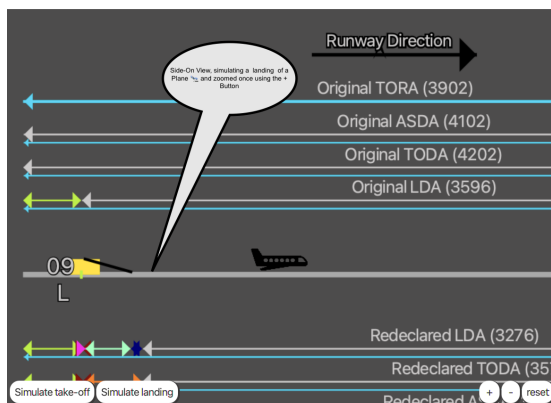 Runway Direction
Side-On View, simulating a landing of a
Plane 🛬 and zoomed once using the +
Button
Original TORA (3902)
Original ASDA (4102)
Original TODA (4202)
Original LDA (3596)
09
L
Redeclared LDA (3276)
Redeclared TODA (35
Redeclared A
Simulate take-off
Simulate landing
+
-
reset